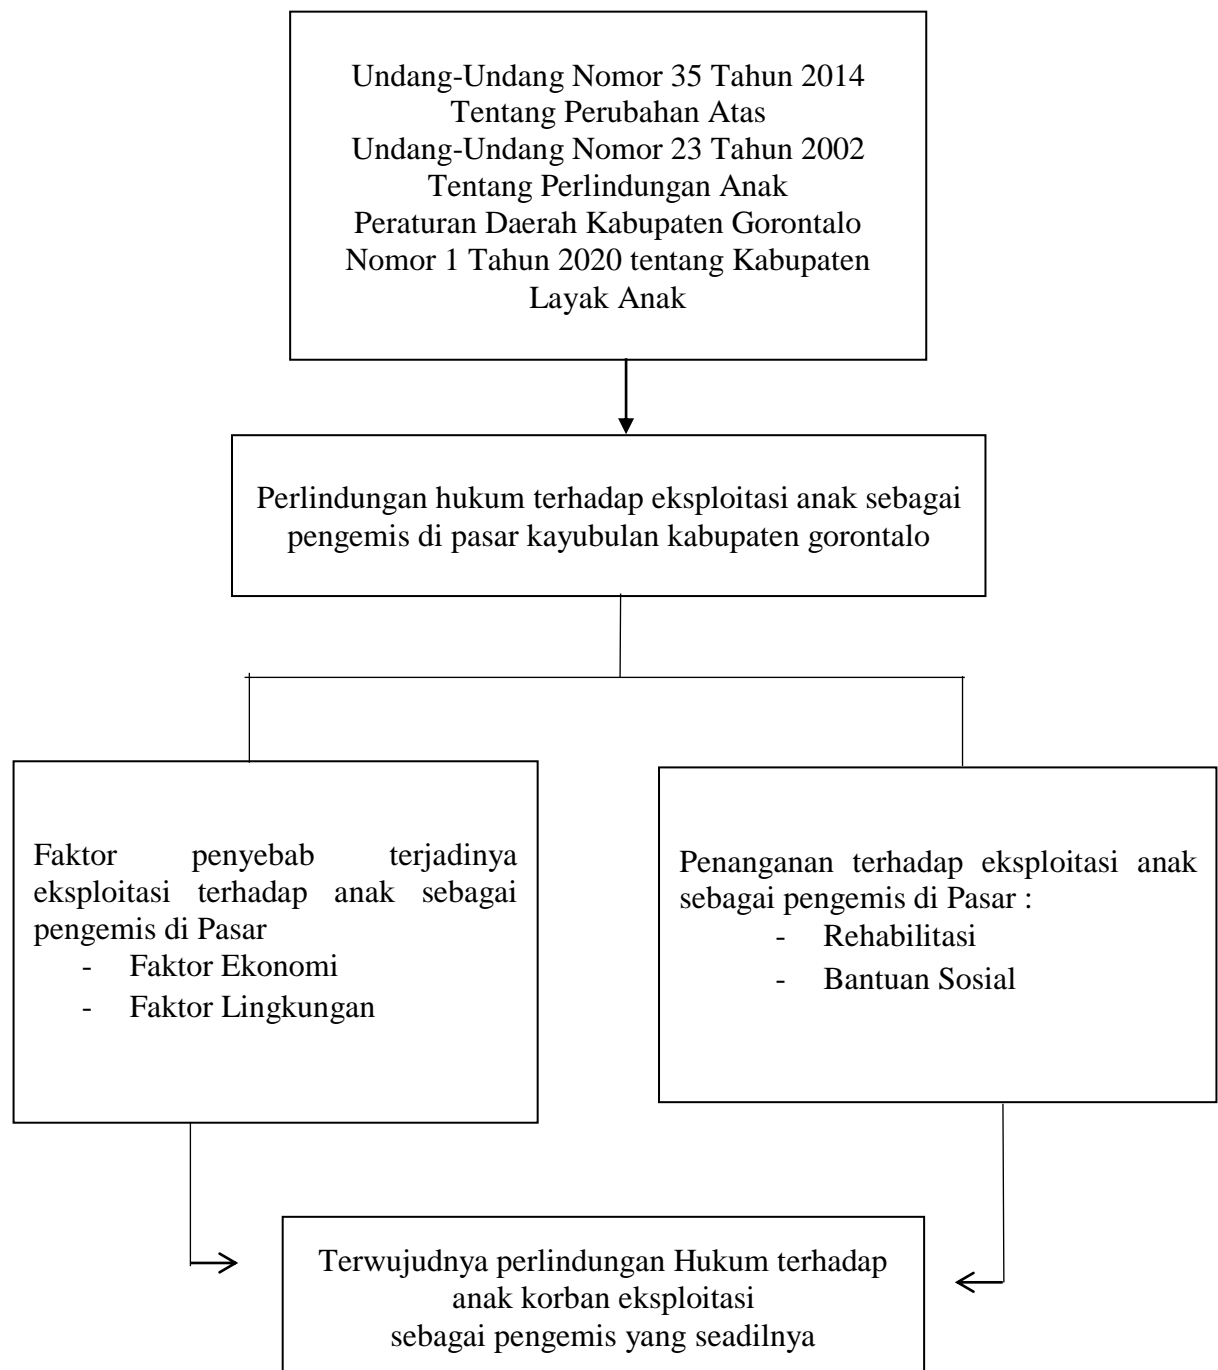 Undang-Undang Nomor 35 Tahun 2014
Tentang Perubahan Atas
Undang-Undang Nomor 23 Tahun 2002
Tentang Perlindungan Anak
Peraturan Daerah Kabupaten Gorontalo
Nomor 1 Tahun 2020 tentang Kabupaten
Layak Anak
Perlindungan hukum terhadap eksploitasi anak sebagai
pengemis di pasar kayubulan kabupaten gorontalo
Faktor penyebab terjadinya
eksploitasi terhadap anak sebagai
pengemis di Pasar
- Faktor Ekonomi
- Faktor Lingkungan
Penanganan terhadap eksploitasi anak
sebagai pengemis di Pasar :
- Rehabilitasi
- Bantuan Sosial
Terwujudnya perlindungan Hukum terhadap
anak korban eksploitasi
sebagai pengemis yang seadilnya